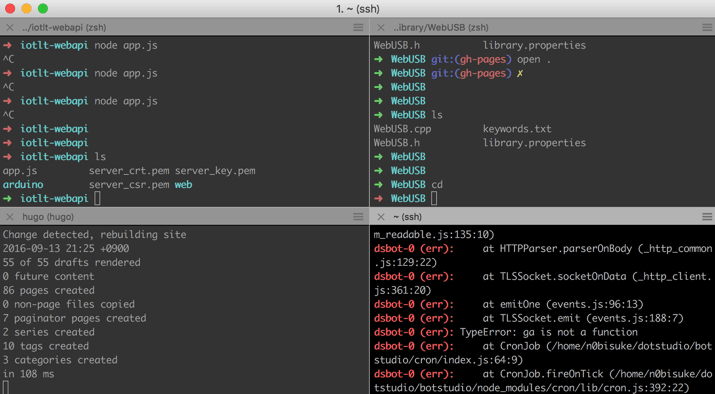 1. ~ (ssh)
../iotlt-webapi (zsh)
➜ iotlt-webapi node app.js
^C
➜ iotlt-webapi node app.js
^C
➜ iotlt-webapi node app.js
^C
➜ iotlt-webapi
➜ iotlt-webapi
➜ iotlt-webapi ls
app.js server_crt.pem server_key.pem
arduino server_csr.pem web
➜ iotlt-webapi
..ibrary/WebUSB (zsh)
WebUSB.h library.properties
➜ WebUSB git:(gh-pages) open .
➜ WebUSB git:(gh-pages) ✗
➜ WebUSB
➜ WebUSB
➜ WebUSB ls
WebUSB.cpp keywords.txt
WebUSB.h library.properties
➜ WebUSB
➜ WebUSB
➜ WebUSB cd
➜ WebUSB
hugo (hugo)
Change detected, rebuilding site
2016-09-13 21:25 +0900
55 of 55 drafts rendered
0 future content
86 pages created
0 non-page files copied
7 paginator pages created
2 series created
10 tags created
3 categories created
in 108 ms
~ (ssh)
m_readable.js:135:10)
dsbot-0 (err): at HTTPParser.parserOnBody (_http_common
.js:129:22)
dsbot-0 (err): at TLSSocket.socketOnData (_http_client.
js:361:20)
dsbot-0 (err): at emitOne (events.js:96:13)
dsbot-0 (err): at TLSSocket.emit (events.js:188:7)
dsbot-0 (err): TypeError: ga is not a function
dsbot-0 (err): at CronJob (/home/n0bisuke/dotstudio/bot
studio/cron/index.js:64:9)
dsbot-0 (err): at CronJob.fireOnTick (/home/n0bisuke/do
tstudio/botstudio/node_modules/cron/lib/cron.js:392:22)